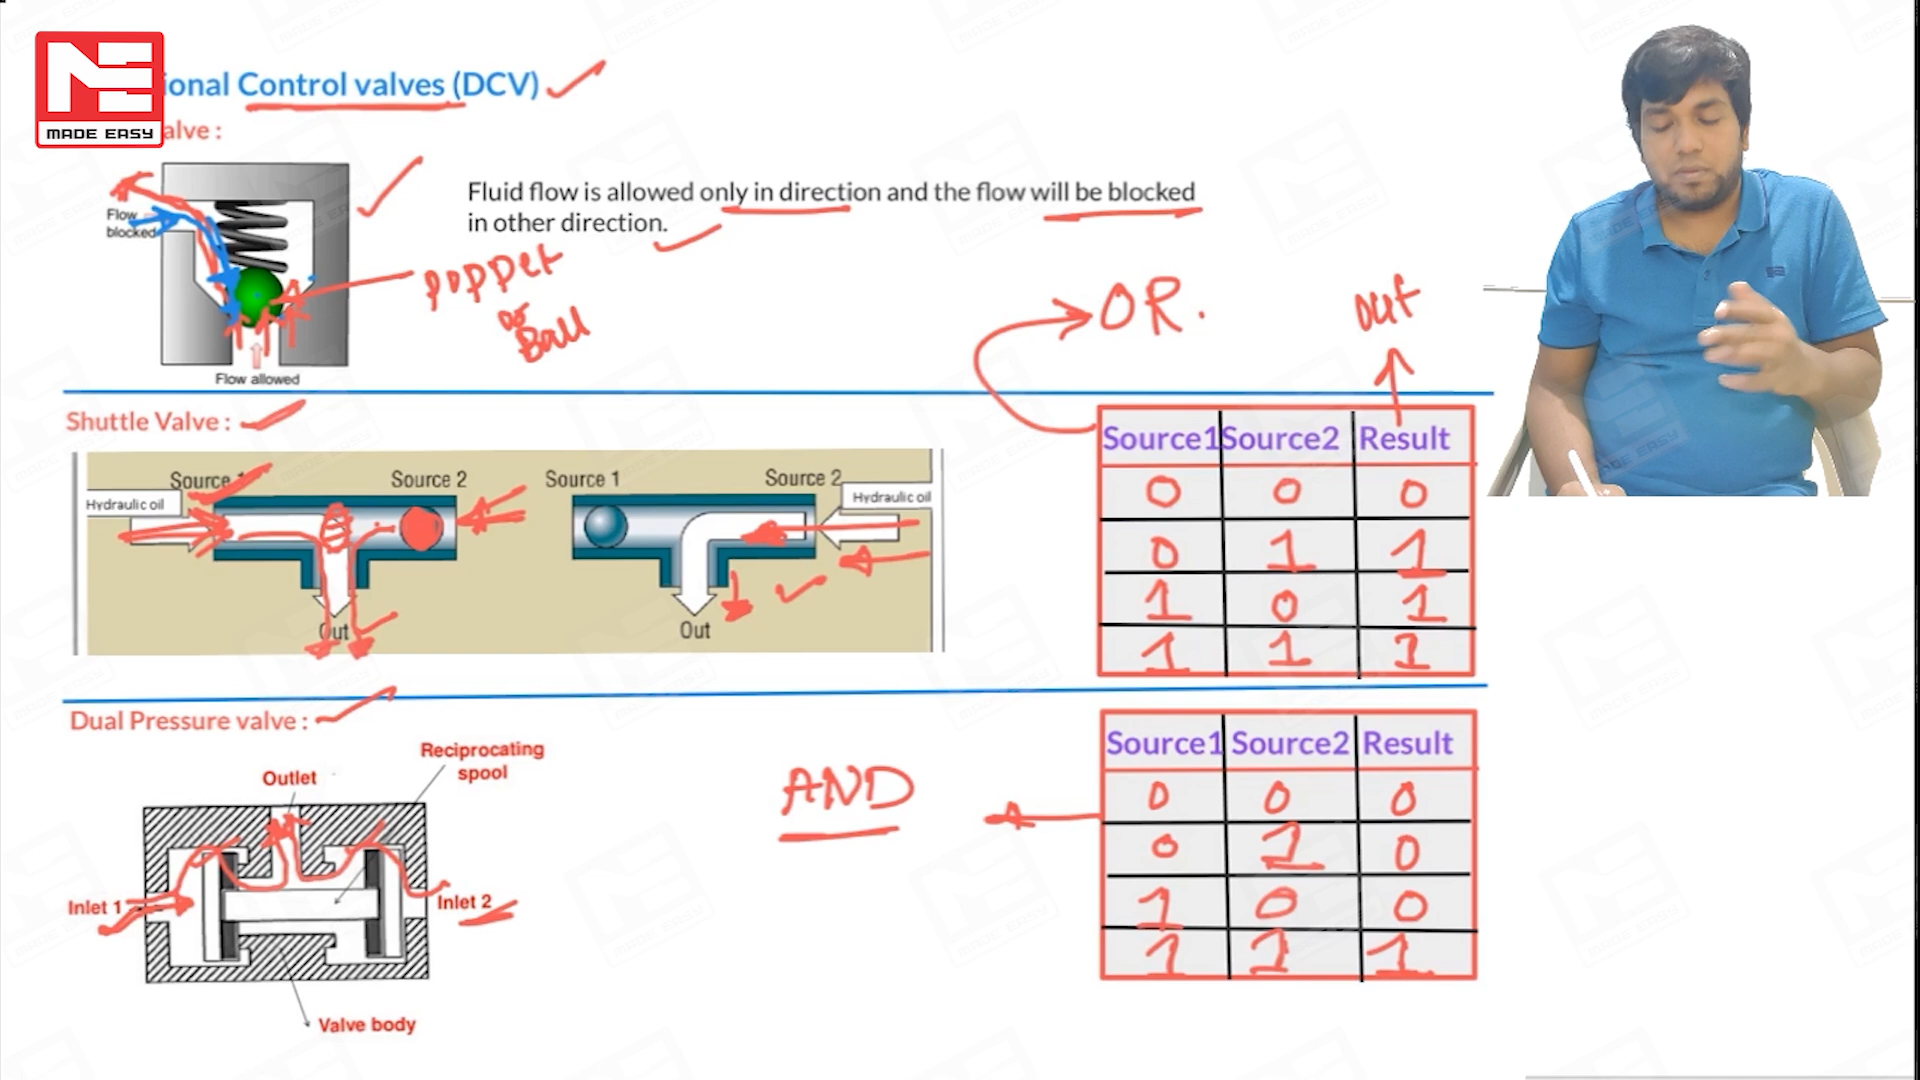 ME
MADE EASY
ional Control valves (DCV)
alve :
Flow
blocked
Flow allowed
Fluid flow is allowed only in direction and the flow will be blocked
in other direction.
poppet
or
Ball
OR.
out
Shuttle Valve :
Source 1
Source 2
Hydraulic oil
Out
Source 1
Source 2
Hydraulic oil
Out
Source1 Source2 Result
0 0 0
0 1 1
1 0 1
1 1 1
Dual Pressure valve :
Reciprocating
spool
Outlet
Inlet 1
Inlet 2
Valve body
AND
Source1 Source2 Result
0 0 0
0 1 0
1 0 0
1 1 1